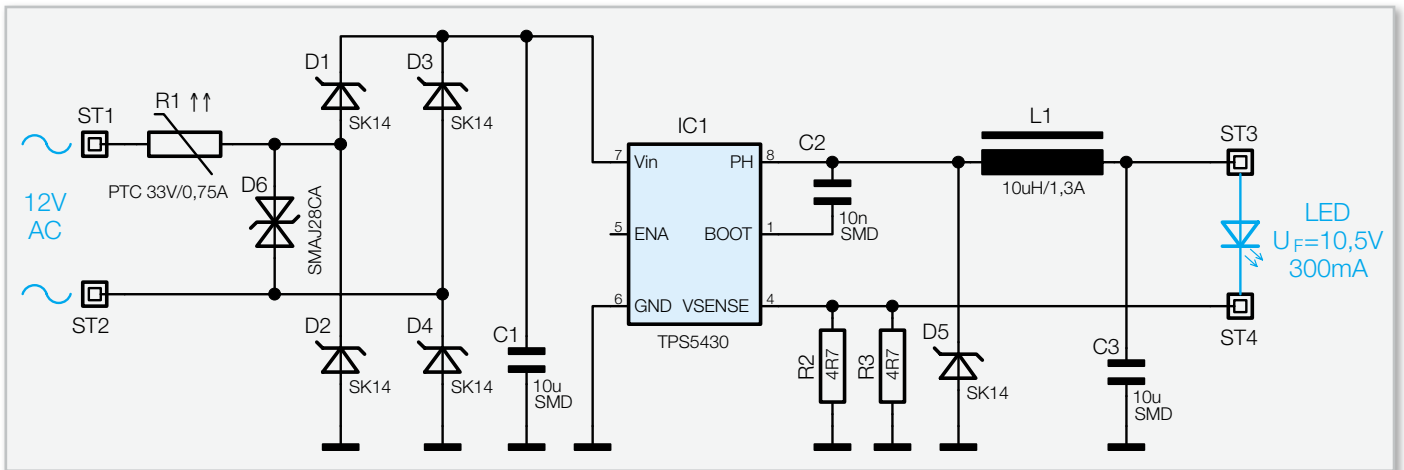 D1
SK14
D3
SK14
ST1
R1 ↑↑
PTC 33V/0,75A
12V
AC
D6
SMAJ28CA
ST2
D2
SK14
D4
SK14
C1
10u
SMD
IC1
7
Vin
PH
8
5
ENA
BOOT
1
6
GND
VSENSE
4
TPS5430
C2
10n
SMD
R2
4R7
R3
4R7
D5
SK14
L1
10uH/1,3A
C3
10u
SMD
ST3
LED
UF=10,5V
300mA
ST4